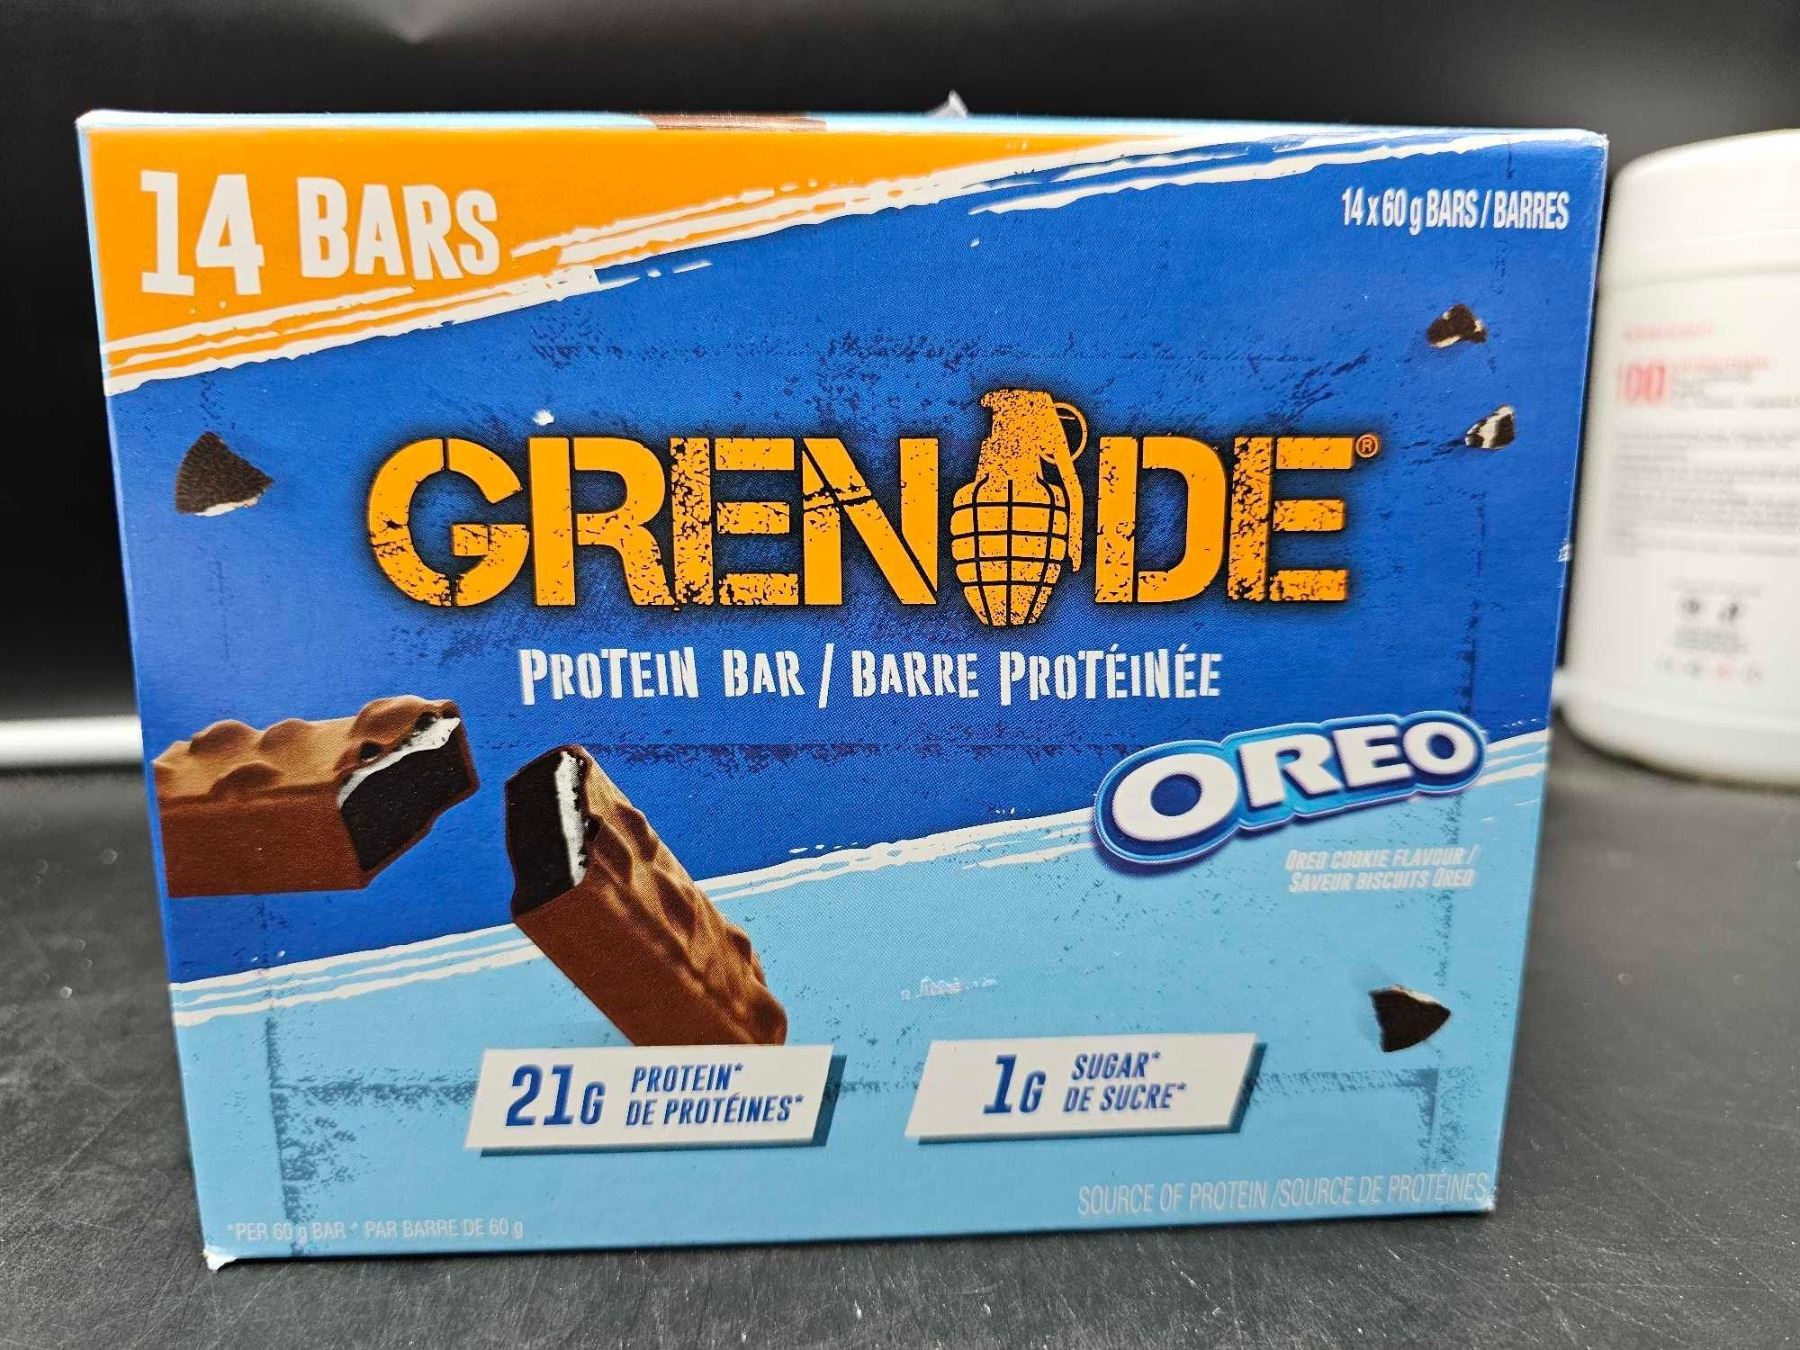 14 BARS
14 x 60 g BARS / BARRES
GRENADE®
PROTEIN BAR / BARRE PROTÉINÉE
OREO
OREO COOKIE FLAVOUR /
SAVEUR BISCUITS OREO
21G PROTEIN*
DE PROTÉINES*
1G SUGAR*
DE SUCRE*
SOURCE OF PROTEIN /SOURCE DE PROTÉINES
*PER 60 g BAR * PAR BARRE DE 60 g